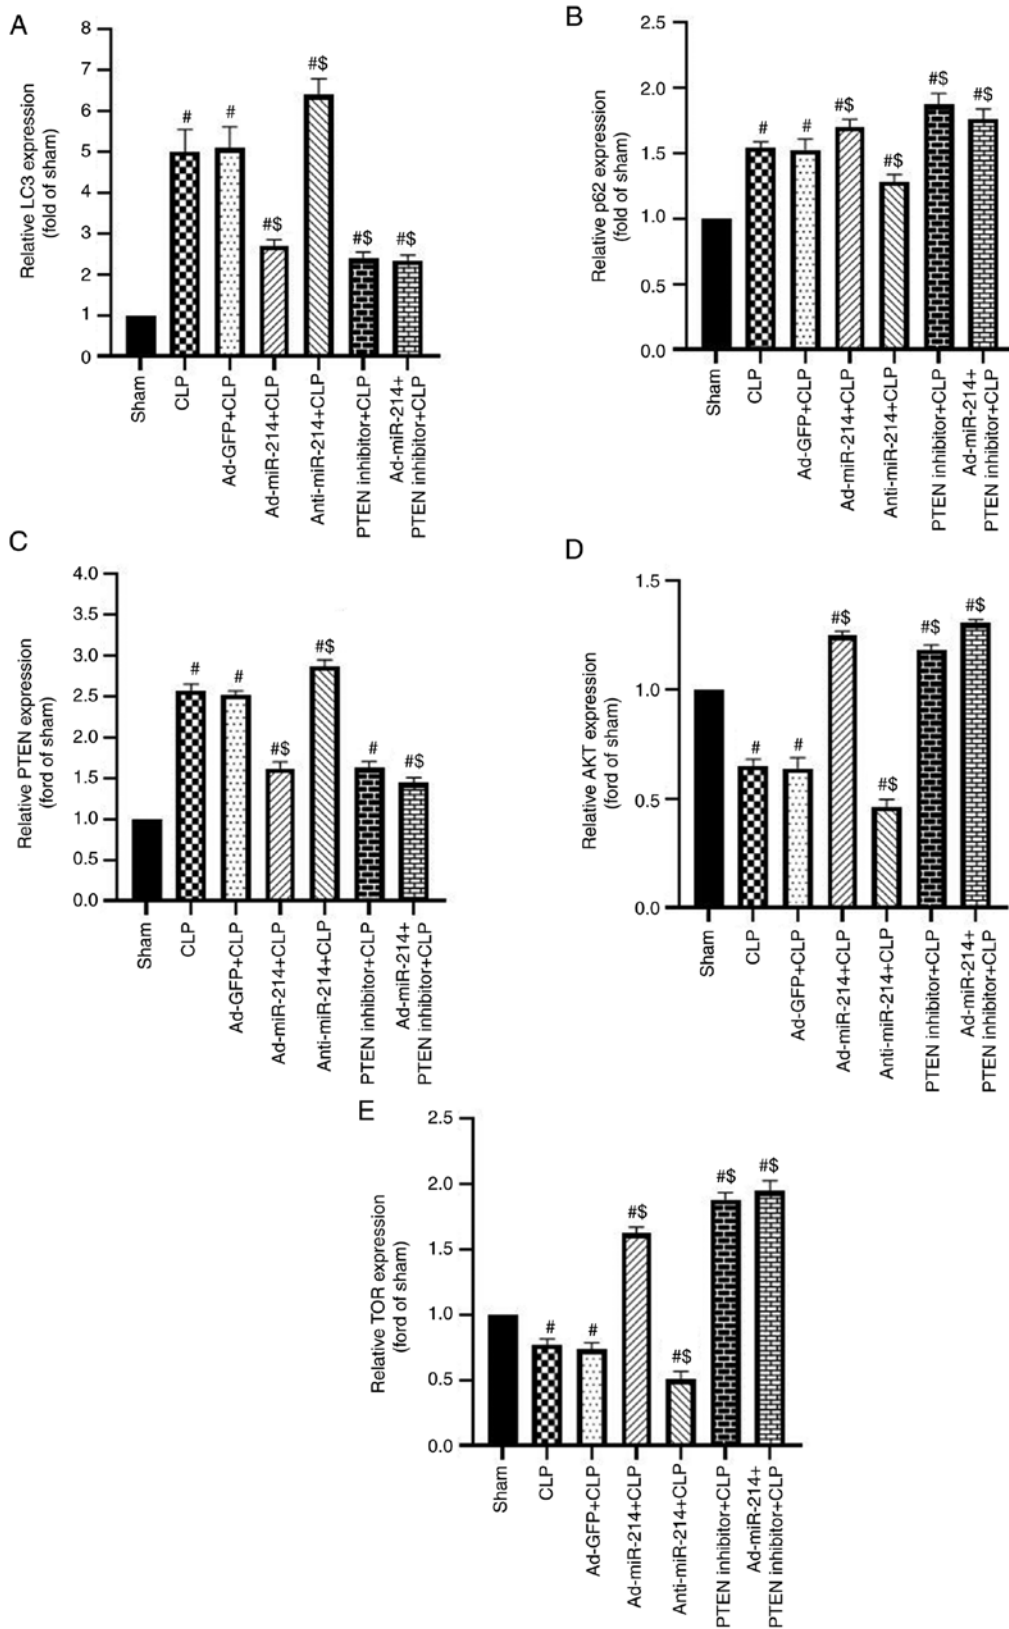 A
Relative LC3 expression
(fold of sham)
8
7
6
5
4
3
2
1
0
#
#
#$
#$
#$
#$
Sham
CLP
Ad-GFP+CLP
Ad-miR-214+CLP
Anti-miR-214+CLP
PTEN inhibitor+CLP
Ad-miR-214+
PTEN inhibitor+CLP
B
Relative p62 expression
(fold of sham)
2.5
2.0
1.5
1.0
0.5
0.0
#
#
#$
#$
#$
#$
Sham
CLP
Ad-GFP+CLP
Ad-miR-214+CLP
Anti-miR-214+CLP
PTEN inhibitor+CLP
Ad-miR-214+
PTEN inhibitor+CLP
C
Relative PTEN expression
(ford of sham)
4.0
3.5
3.0
2.5
2.0
1.5
1.0
0.5
0.0
#
#
#$
#$
#
#$
Sham
CLP
Ad-GFP+CLP
Ad-miR-214+CLP
Anti-miR-214+CLP
PTEN inhibitor+CLP
Ad-miR-214+
PTEN inhibitor+CLP
D
Relative AKT expression
(ford of sham)
1.5
1.0
0.5
0.0
#
#
#$
#$
#$
#$
Sham
CLP
Ad-GFP+CLP
Ad-miR-214+CLP
Anti-miR-214+CLP
PTEN inhibitor+CLP
Ad-miR-214+
PTEN inhibitor+CLP
E
Relative TOR expression
(ford of sham)
2.5
2.0
1.5
1.0
0.5
0.0
#
#
#$
#$
#$
#$
Sham
CLP
Ad-GFP+CLP
Ad-miR-214+CLP
Anti-miR-214+CLP
PTEN inhibitor+CLP
Ad-miR-214+
PTEN inhibitor+CLP